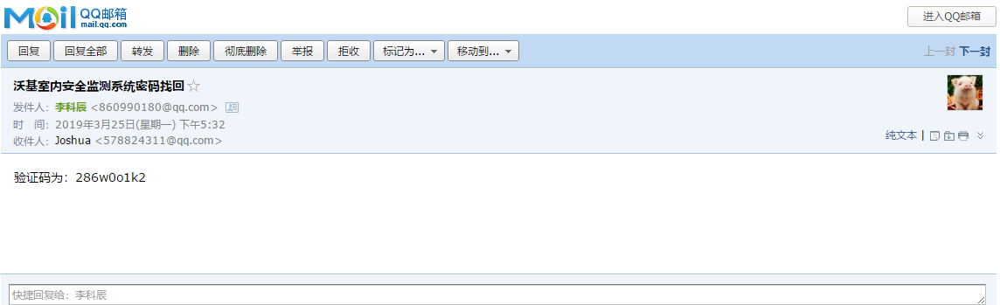 Mail QQ邮箱
mail.qq.com
进入QQ邮箱
回复 回复全部 转发 删除 彻底删除 举报 拒收 标记为... 移动到...
上一封 下一封
沃基室内安全监测系统密码找回
发件人：李科辰 <860990180@qq.com>
时　间：2019年3月25日(星期一) 下午5:32
收件人：Joshua <578824311@qq.com>
纯文本 |
验证码为：286w0o1k2
快捷回复给：李科辰